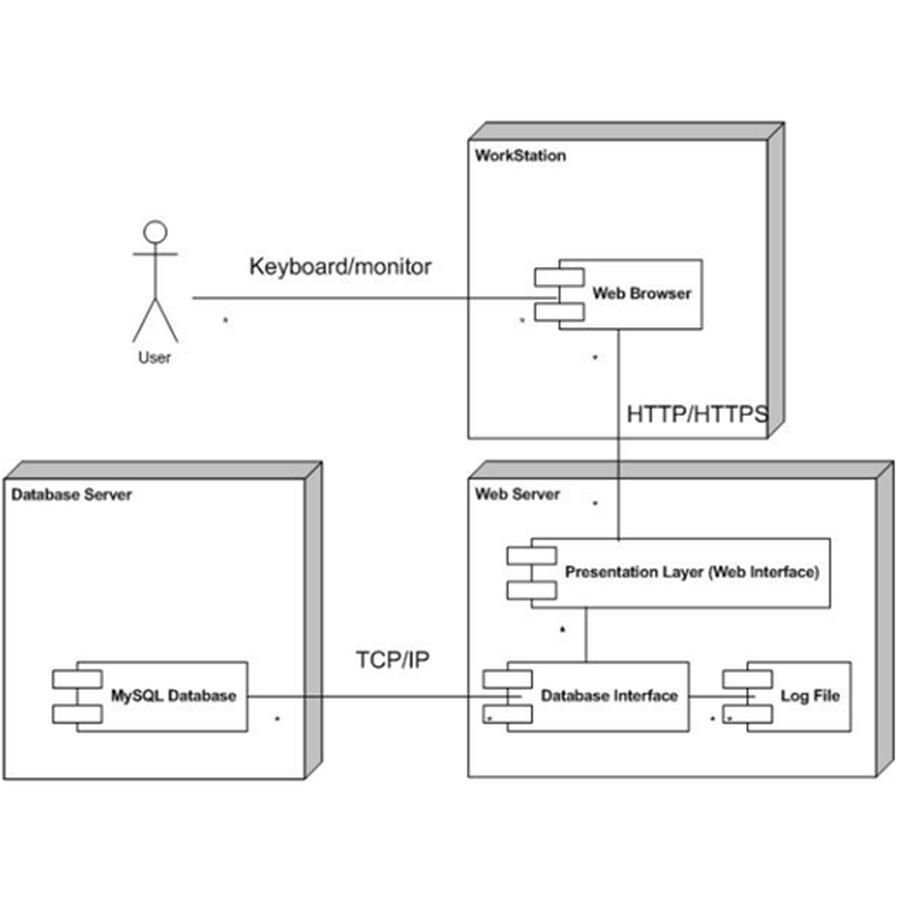 WorkStation
Keyboard/monitor
Web Browser
*
*
User
*
HTTP/HTTPS
Database Server
Web Server
*
Presentation Layer (Web Interface)
*
TCP/IP
MySQL Database
Database Interface
Log File
*
*
*
*